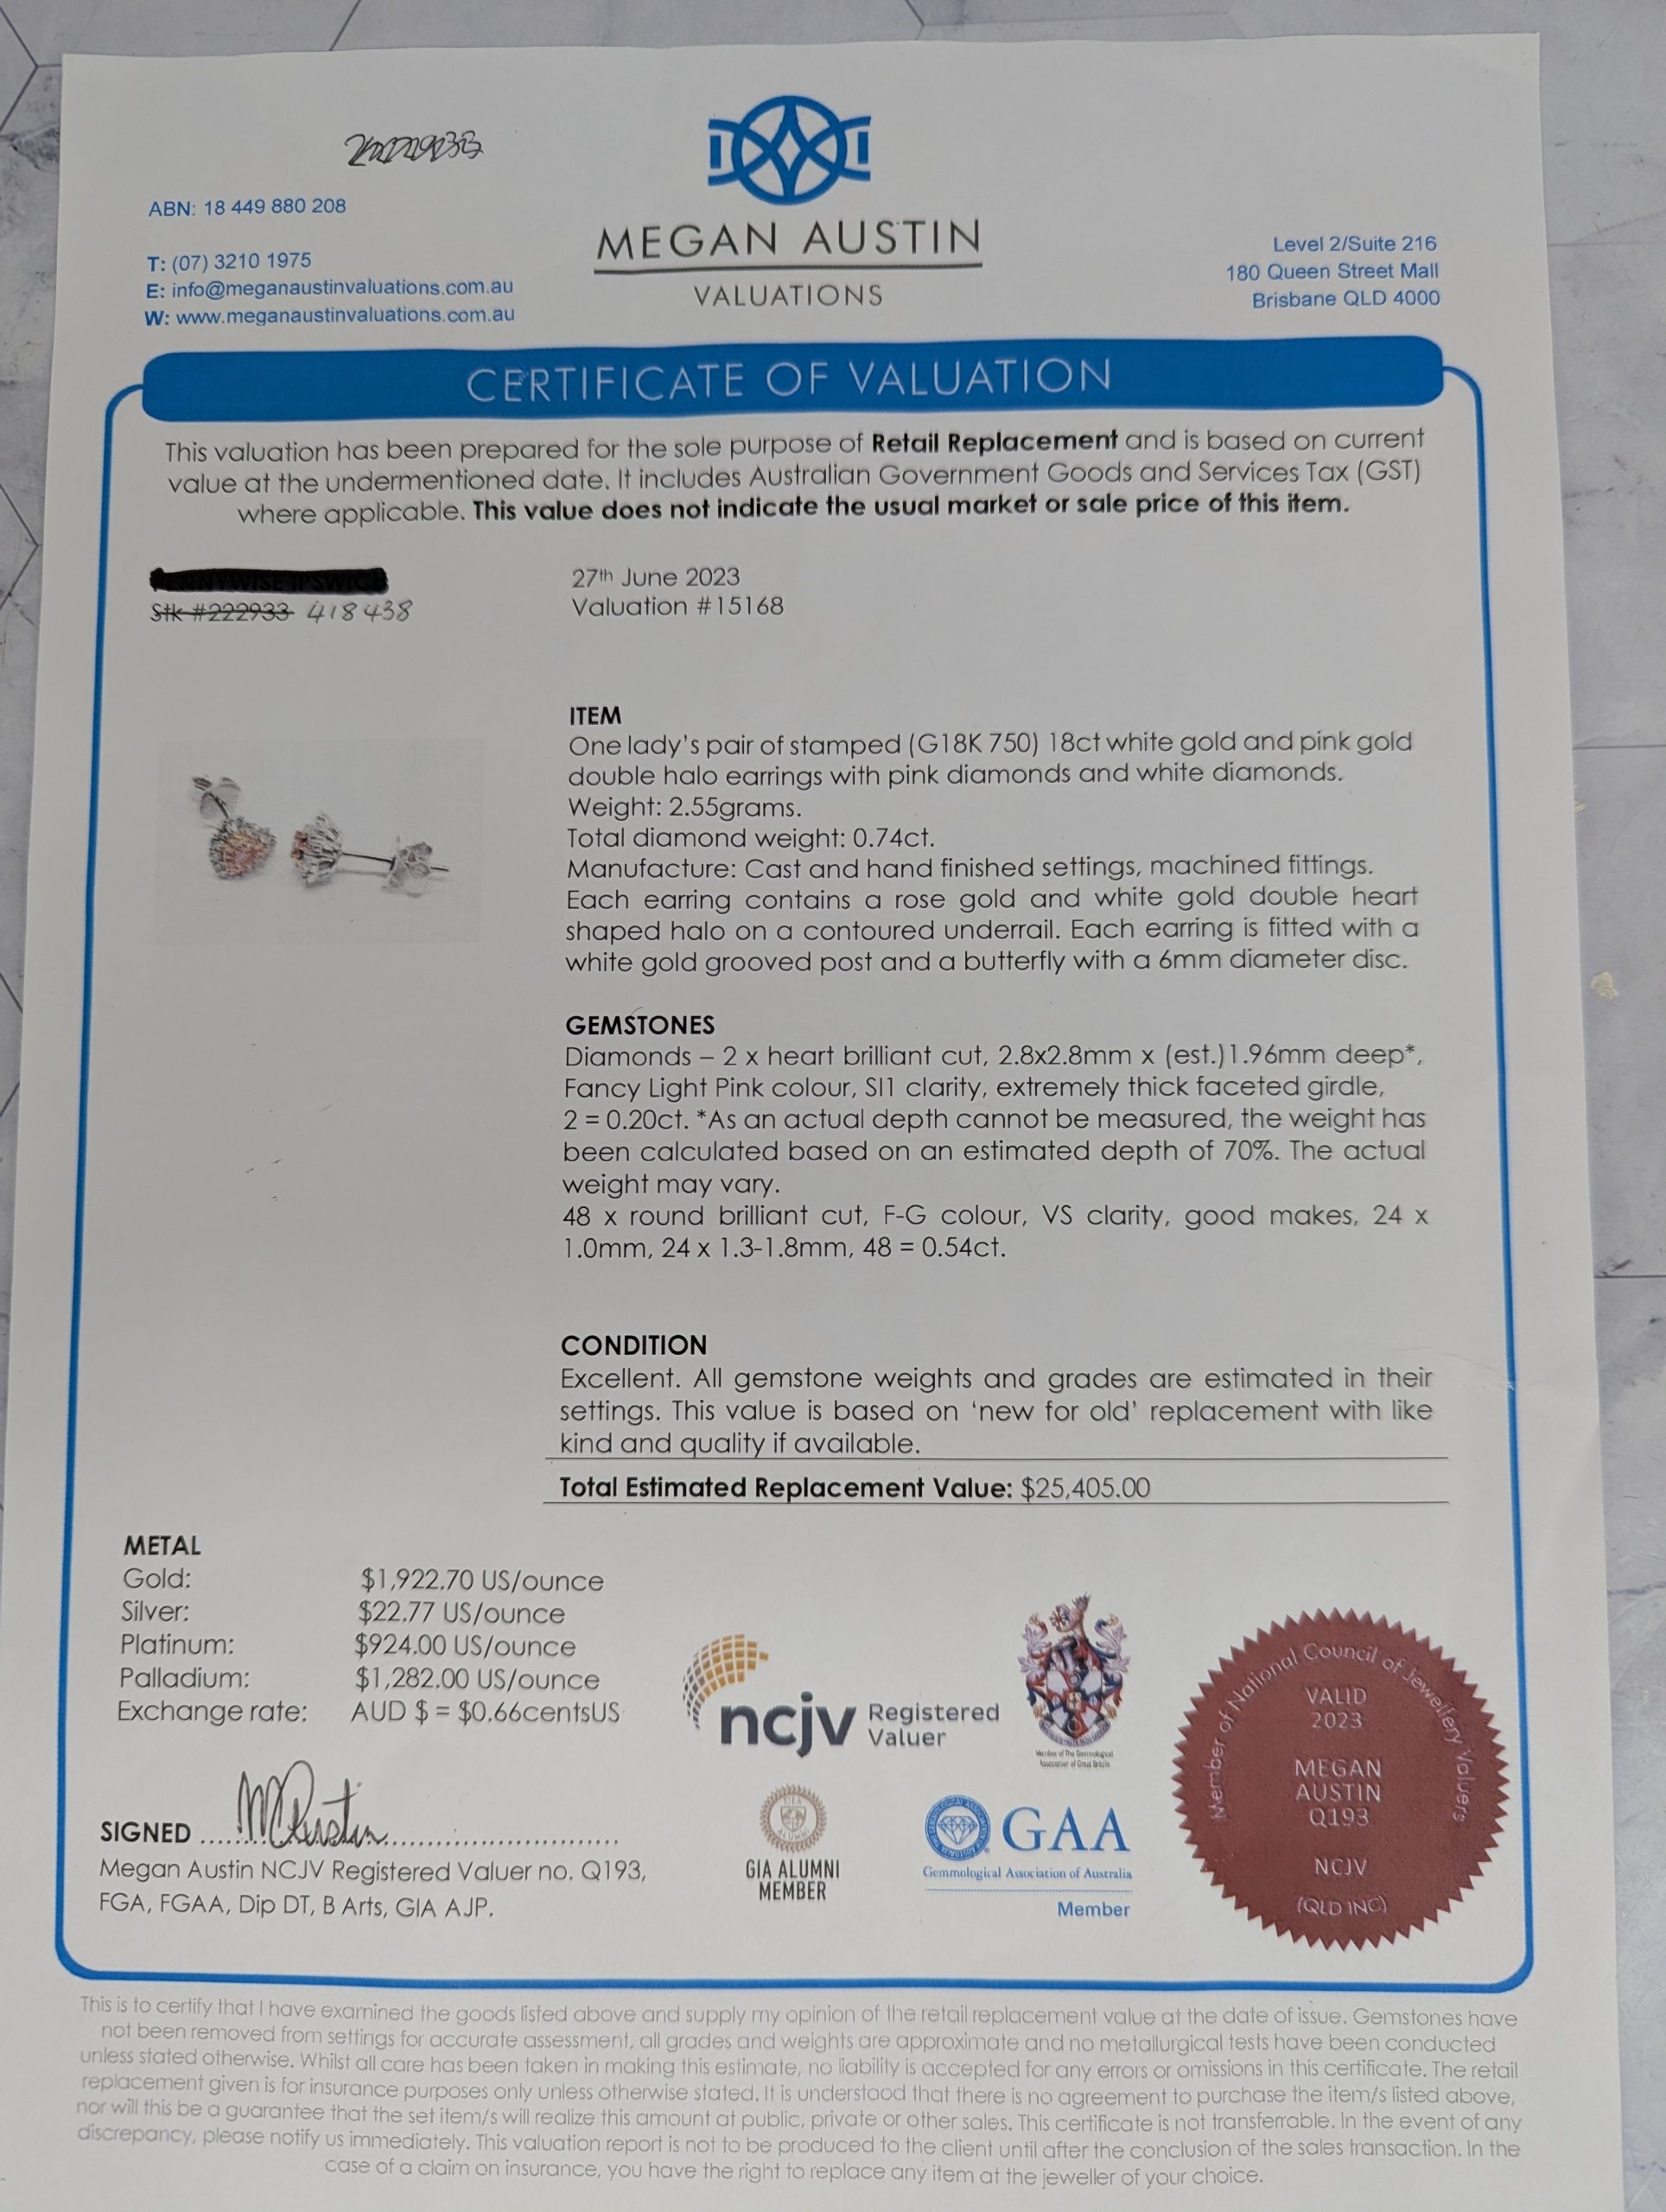 ABN: 18 449 880 208
T: (07) 3210 1975
E: info@meganaustinvaluations.com.au
W: www.meganaustinvaluations.com.au
MEGAN AUSTIN
VALUATIONS
Level 2/Suite 216
180 Queen Street Mall
Brisbane QLD 4000
CERTIFICATE OF VALUATION
This valuation has been prepared for the sole purpose of Retail Replacement and is based on current
value at the undermentioned date. It includes Australian Government Goods and Services Tax (GST)
where applicable. This value does not indicate the usual market or sale price of this item.
Stk #222933 418438
27th June 2023
Valuation #15168
ITEM
One lady's pair of stamped (G18K 750) 18ct white gold and pink gold
double halo earrings with pink diamonds and white diamonds.
Weight: 2.55grams.
Total diamond weight: 0.74ct.
Manufacture: Cast and hand finished settings, machined fittings.
Each earring contains a rose gold and white gold double heart
shaped halo on a contoured underrail. Each earring is fitted with a
white gold grooved post and a butterfly with a 6mm diameter disc.
GEMSTONES
Diamonds – 2 x heart brilliant cut, 2.8x2.8mm x (est.)1.96mm deep*,
Fancy Light Pink colour, SI1 clarity, extremely thick faceted girdle,
2 = 0.20ct. *As an actual depth cannot be measured, the weight has
been calculated based on an estimated depth of 70%. The actual
weight may vary.
48 x round brilliant cut, F-G colour, VS clarity, good makes, 24 x
1.0mm, 24 x 1.3-1.8mm, 48 = 0.54ct.
CONDITION
Excellent. All gemstone weights and grades are estimated in their
settings. This value is based on 'new for old' replacement with like
kind and quality if available.
Total Estimated Replacement Value: $25,405.00
METAL
Gold: $1,922.70 US/ounce
Silver: $22.77 US/ounce
Platinum: $924.00 US/ounce
Palladium: $1,282.00 US/ounce
Exchange rate: AUD $ = $0.66centsUS
ncjv Registered
Valuer
Member of The Gemmological
Association of Great Britain
Member of National Council of Jewellery Valuers
VALID
2023
MEGAN
AUSTIN
Q193
NCJV
(QLD INC)
SIGNED
Megan Austin NCJV Registered Valuer no. Q193,
FGA, FGAA, Dip DT, B Arts, GIA AJP.
GIA ALUMNI
MEMBER
GAA
Gemmological Association of Australia
Member
This is to certify that I have examined the goods listed above and supply my opinion of the retail replacement value at the date of issue. Gemstones have
not been removed from settings for accurate assessment, all grades and weights are approximate and no metallurgical tests have been conducted
unless stated otherwise. Whilst all care has been taken in making this estimate, no liability is accepted for any errors or omissions in this certificate. The retail
replacement given is for insurance purposes only unless otherwise stated. It is understood that there is no agreement to purchase the item/s listed above,
nor will this be a guarantee that the set item/s will realize this amount at public, private or other sales. This certificate is not transferrable. In the event of any
discrepancy, please notify us immediately. This valuation report is not to be produced to the client until after the conclusion of the sales transaction. In the
case of a claim on insurance, you have the right to replace any item at the jeweller of your choice.